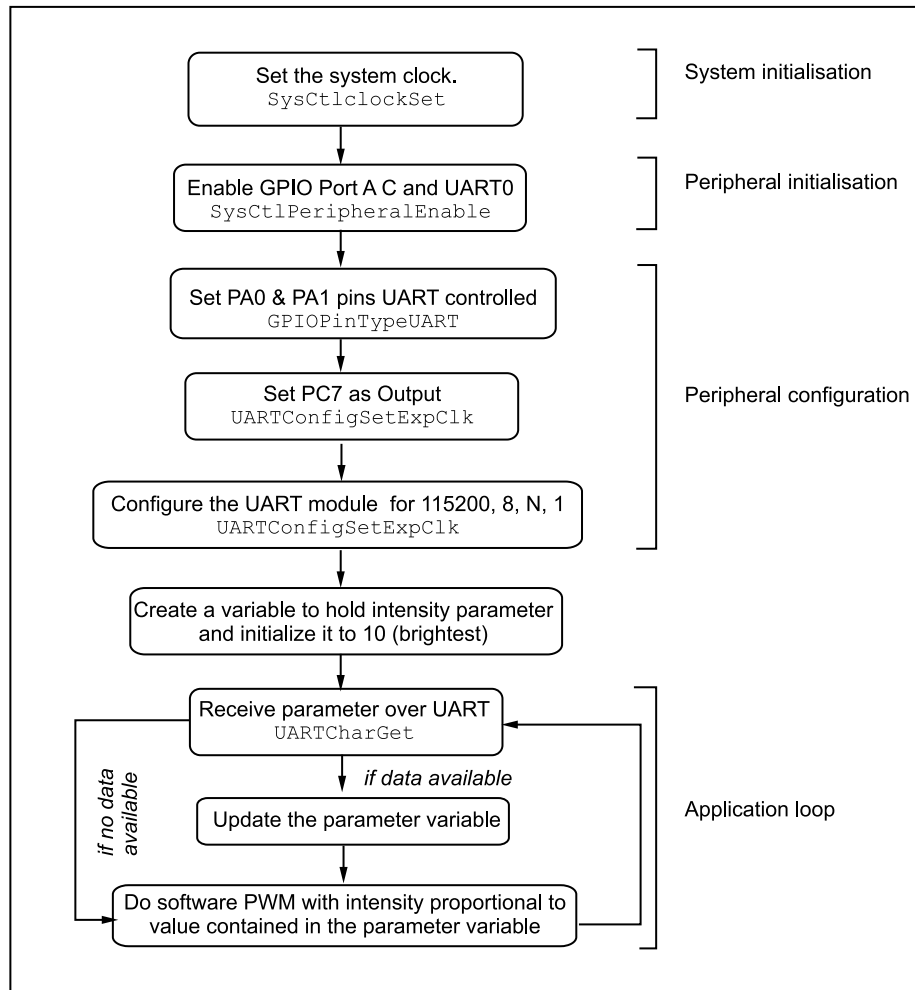 Set the system clock.
SysCtlclockSet
System initialisation
Enable GPIO Port A C and UART0
SysCtlPeripheralEnable
Peripheral initialisation
Set PA0 & PA1 pins UART controlled
GPIOPinTypeUART
Set PC7 as Output
UARTConfigSetExpClk
Peripheral configuration
Configure the UART module for 115200, 8, N, 1
UARTConfigSetExpClk
Create a variable to hold intensity parameter
and initialize it to 10 (brightest)
Receive parameter over UART
UARTCharGet
if data available
if no data
available
Update the parameter variable
Application loop
Do software PWM with intensity proportional to
value contained in the parameter variable